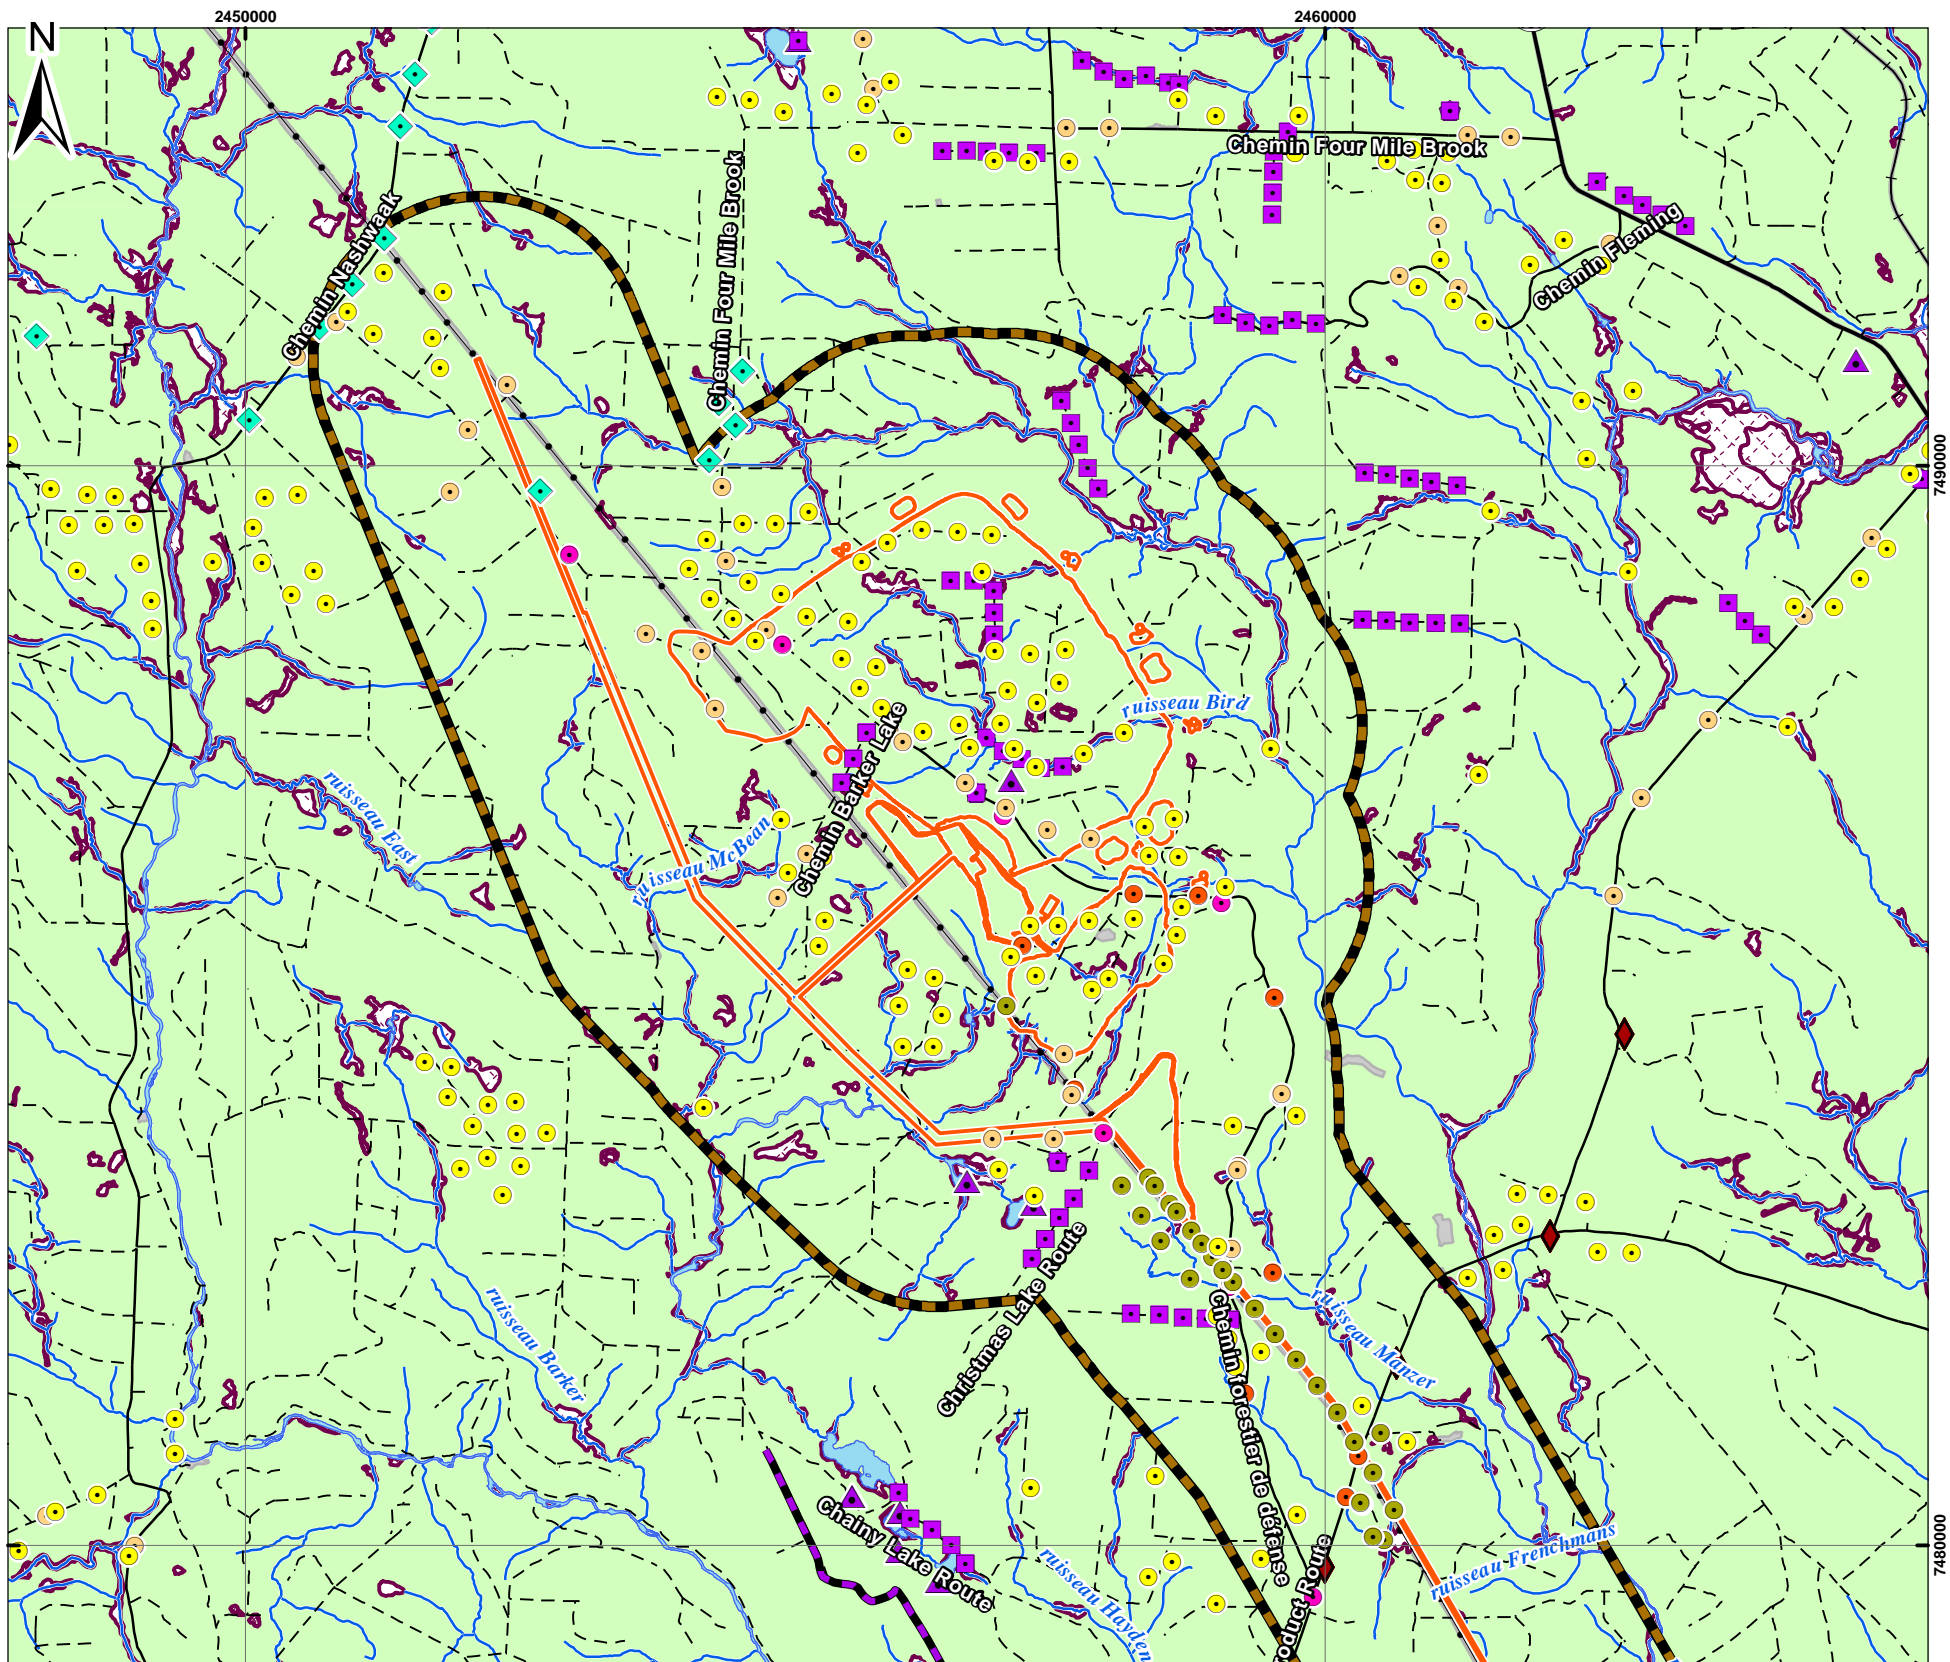 2450000
2460000
N
Chemin Four Mile Brook
Chemin Four Mile Brook
Chemin Nashwaak
Chemin Fleming
7490000
ruisseau Bird
Chemin Barker Lake
ruisseau East
ruisseau McBean
Christmas Lake Route
ruisseau Barker
ruisseau Manzer
Chemin forestier de défense
Chainy Lake Route
ruisseau Frenchmans
7480000
ruisseau Hayden
oduct Route